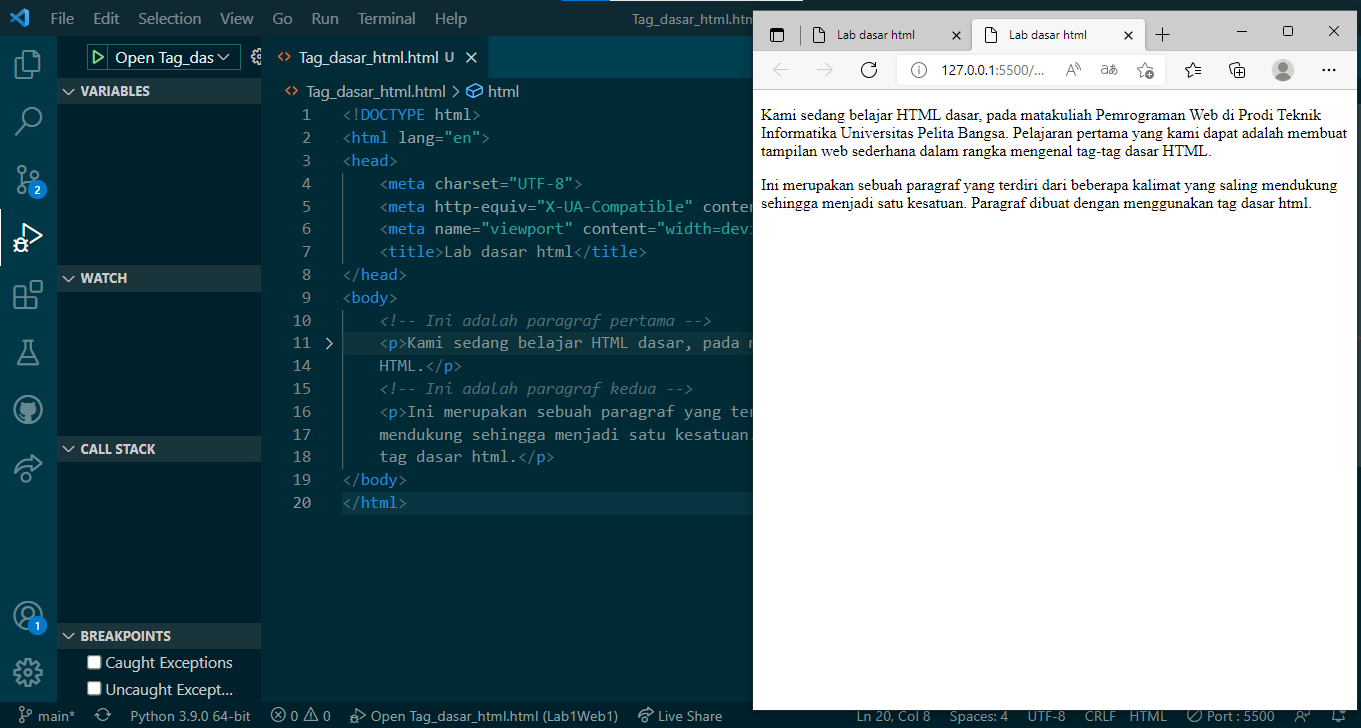 File Edit Selection View Go Run Terminal Help
Tag_dasar_html.htm
Open Tag_das
Tag_dasar_html.html U
VARIABLES
WATCH
CALL STACK
BREAKPOINTS
Caught Exceptions
Uncaught Except...
2
1
Tag_dasar_html.html > html
1 <!DOCTYPE html>
2 <html lang="en">
3 <head>
4 <meta charset="UTF-8">
5 <meta http-equiv="X-UA-Compatible" conten
6 <meta name="viewport" content="width=devi
7 <title>Lab dasar html</title>
8 </head>
9 <body>
10 <!-- Ini adalah paragraf pertama -->
11 <p>Kami sedang belajar HTML dasar, pada m
14 HTML.</p>
15 <!-- Ini adalah paragraf kedua -->
16 <p>Ini merupakan sebuah paragraf yang ter
17 mendukung sehingga menjadi satu kesatuan.
18 tag dasar html.</p>
19 </body>
20 </html>
Lab dasar html
Lab dasar html
127.0.0.1:5500/...
Kami sedang belajar HTML dasar, pada matakuliah Pemrograman Web di Prodi Teknik
Informatika Universitas Pelita Bangsa. Pelajaran pertama yang kami dapat adalah membuat
tampilan web sederhana dalam rangka mengenal tag-tag dasar HTML.
Ini merupakan sebuah paragraf yang terdiri dari beberapa kalimat yang saling mendukung
sehingga menjadi satu kesatuan. Paragraf dibuat dengan menggunakan tag dasar html.
main* Python 3.9.0 64-bit 0 0 Open Tag_dasar_html.html (Lab1Web1) Live Share Ln 20, Col 8 Spaces: 4 UTF-8 CRLF HTML Port : 5500